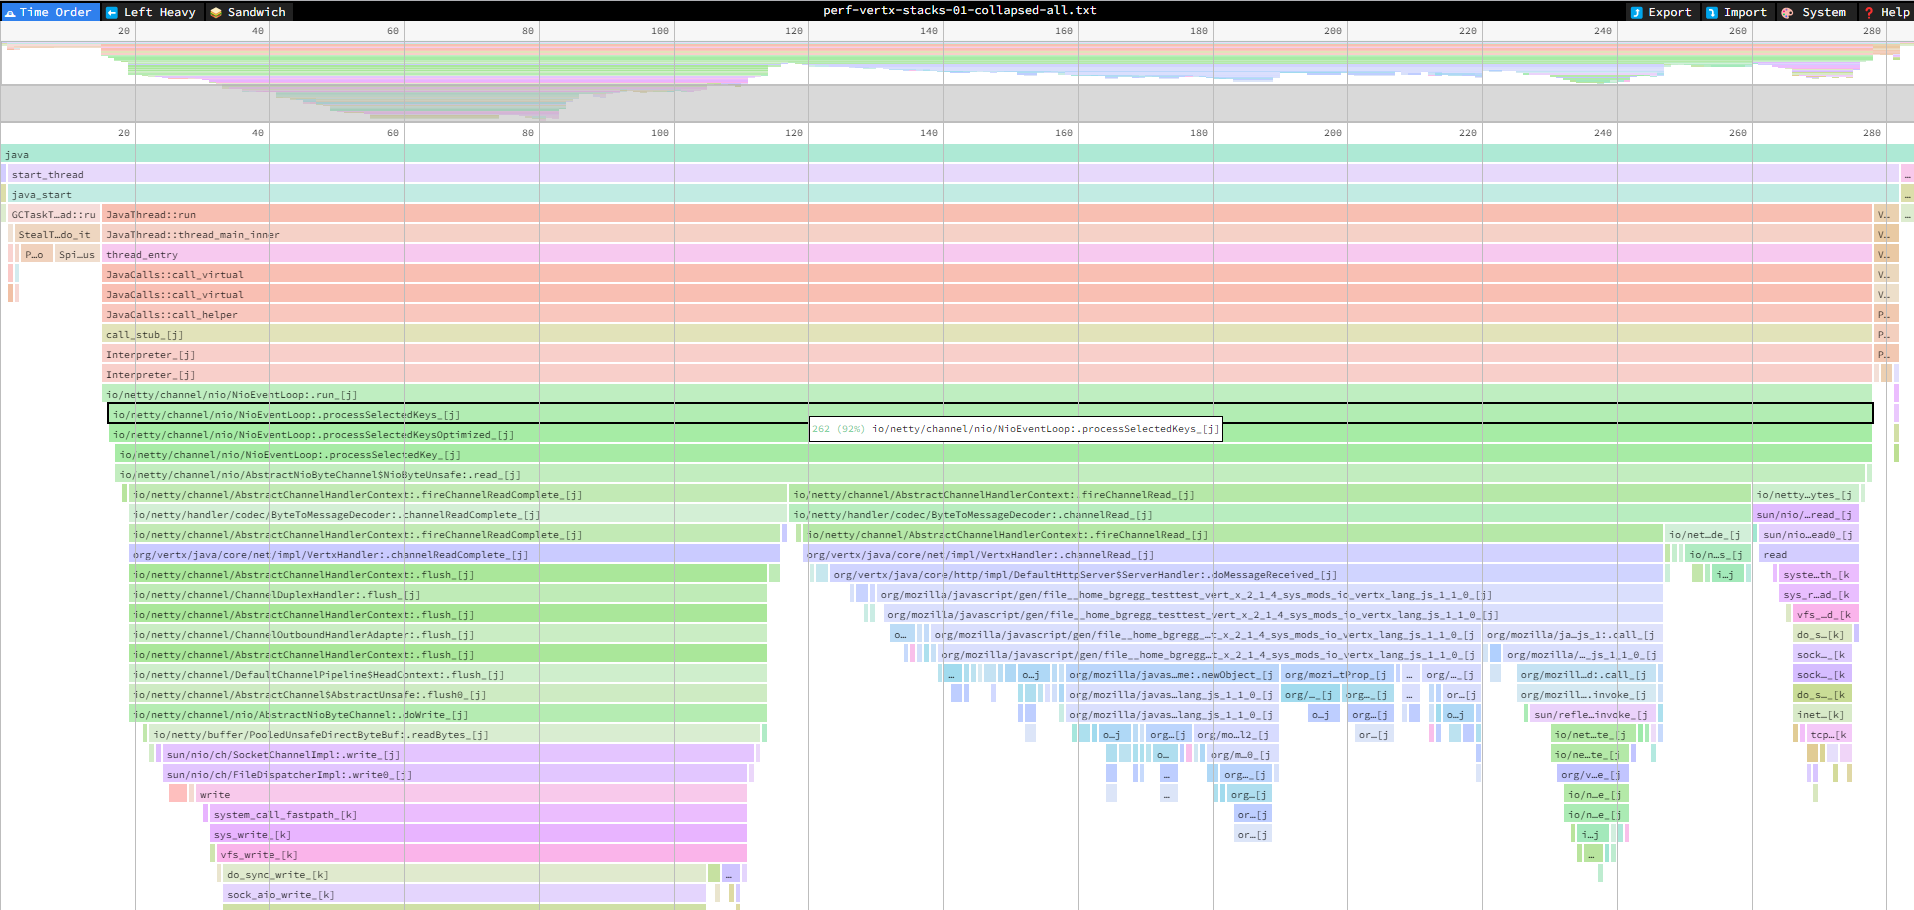 Time Order Left Heavy Sandwich perf-vertx-stacks-01-collapsed-all.txt Export Import System Help
20 40 60 80 100 120 140 160 180 200 220 240 260 280
20 40 60 80 100 120 140 160 180 200 220 240 260 280
java
start_thread …
java_start …
GCTaskT…ad::ru JavaThread::run V… …
StealT…do_it JavaThread::thread_main_inner V…
P…o Spi…us thread_entry V…
JavaCalls::call_virtual V…
JavaCalls::call_virtual V…
JavaCalls::call_helper P…
call_stub_[j] P…
Interpreter_[j] P…
Interpreter_[j]
io/netty/channel/nio/NioEventLoop:.run_[j]
io/netty/channel/nio/NioEventLoop:.processSelectedKeys_[j]
262 (92%) io/netty/channel/nio/NioEventLoop:.processSelectedKeys_[j]
io/netty/channel/nio/NioEventLoop:.processSelectedKeysOptimized_[j]
io/netty/channel/nio/NioEventLoop:.processSelectedKey_[j]
io/netty/channel/nio/AbstractNioByteChannel$NioByteUnsafe:.read_[j]
io/netty/channel/AbstractChannelHandlerContext:.fireChannelReadComplete_[j] io/netty/channel/AbstractChannelHandlerContext:.fireChannelRead_[j] io/netty…ytes_[j
io/netty/handler/codec/ByteToMessageDecoder:.channelReadComplete_[j] io/netty/handler/codec/ByteToMessageDecoder:.channelRead_[j] sun/nio/…read_[j
io/netty/channel/AbstractChannelHandlerContext:.fireChannelReadComplete_[j] io/netty/channel/AbstractChannelHandlerContext:.fireChannelRead_[j] io/net…de_[j sun/nio…ead0_[j
org/vertx/java/core/net/impl/VertxHandler:.channelReadComplete_[j] org/vertx/java/core/net/impl/VertxHandler:.channelRead_[j] io/n…s_[j read
io/netty/channel/AbstractChannelHandlerContext:.flush_[j] org/vertx/java/core/http/impl/DefaultHttpServer$ServerHandler:.doMessageReceived_[j] i…j syste…th_[k
io/netty/channel/ChannelDuplexHandler:.flush_[j] org/mozilla/javascript/gen/file__home_bgregg_testtest_vert_x_2_1_4_sys_mods_io_vertx_lang_js_1_1_0_[j] sys_r…ad_[k
io/netty/channel/AbstractChannelHandlerContext:.flush_[j] org/mozilla/javascript/gen/file__home_bgregg_testtest_vert_x_2_1_4_sys_mods_io_vertx_lang_js_1_1_0_[j] vfs_…d_[k
io/netty/channel/ChannelOutboundHandlerAdapter:.flush_[j] o… org/mozilla/javascript/gen/file__home_bgregg_…t_x_2_1_4_sys_mods_io_vertx_lang_js_1_1_0_[j org/mozilla/ja…js_1:.call_[j do_s…_[k]
io/netty/channel/AbstractChannelHandlerContext:.flush_[j] org/mozilla/javascript/gen/file__home_bgregg…t_x_2_1_4_sys_mods_io_vertx_lang_js_1_1_0_[j org/mozilla/…_js_1_1_0_[j sock…_[k
io/netty/channel/DefaultChannelPipeline$HeadContext:.flush_[j] … o…j org/mozilla/javas…me:.newObject_[j org/mozi…tProp_[j … org/…_[j org/mozill…d:.call_[j sock…_[k
io/netty/channel/AbstractChannel$AbstractUnsafe:.flush0_[j] org/mozilla/javas…lang_js_1_1_0_[j org/…_[j org…_[j … or…[j org/mozill….invoke_[j do_s…_[k
io/netty/channel/nio/AbstractNioByteChannel:.doWrite_[j] org/mozilla/javas…lang_js_1_1_0_[j o…j org…[j o…j sun/refle…invoke_[j inet…[k]
io/netty/buffer/PooledUnsafeDirectByteBuf:.readBytes_[j] o…j org…[j org/mo…l2_[j or…[j io/net…te_[j tcp…[k
sun/nio/ch/SocketChannelImpl:.write_[j] o… org/m…0_[j io/ne…te_[j
sun/nio/ch/FileDispatcherImpl:.write0_[j] … org…_[j org/v…e_[j
write … org…[j io/n…e_[j
system_call_fastpath_[k] or…[j io/n…e_[j
sys_write_[k] or…[j i…j
vfs_write_[k] …
do_sync_write_[k] …
sock_aio_write_[k]